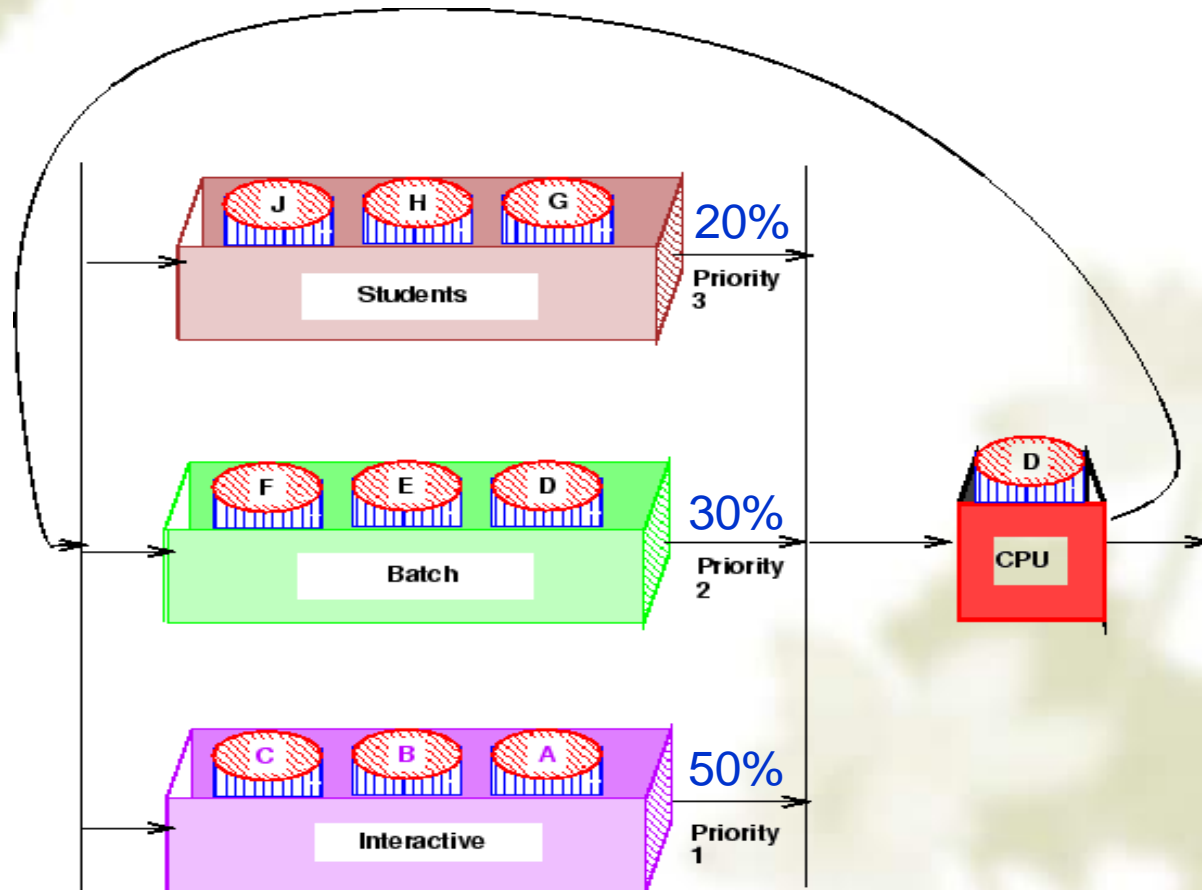 J H G
20%
Priority
3
Students
F E D
30%
Priority
2
Batch
D
CPU
C B A
50%
Priority
1
Interactive